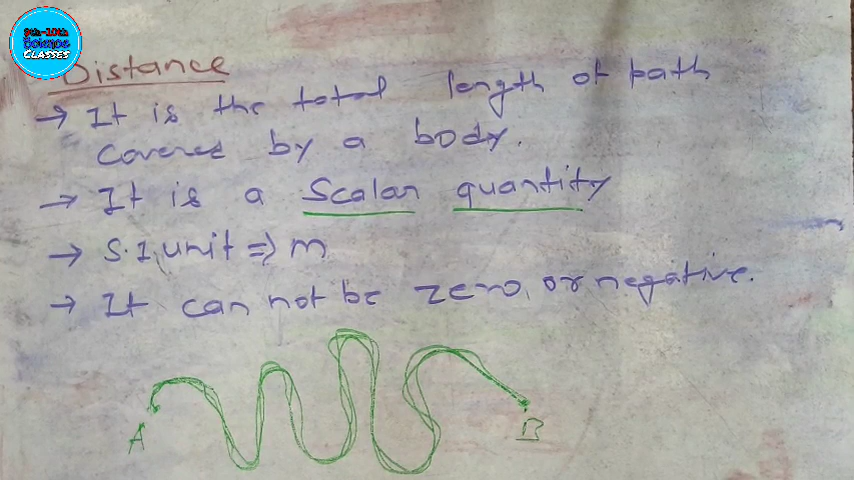 9th-10th
Science
CLASSES
Distance
→ It is the total length of path
covered by a body.
→ It is a Scalar quantity
→ S.I. unit ⇒ m
→ It can not be zero, or negative.
A
B